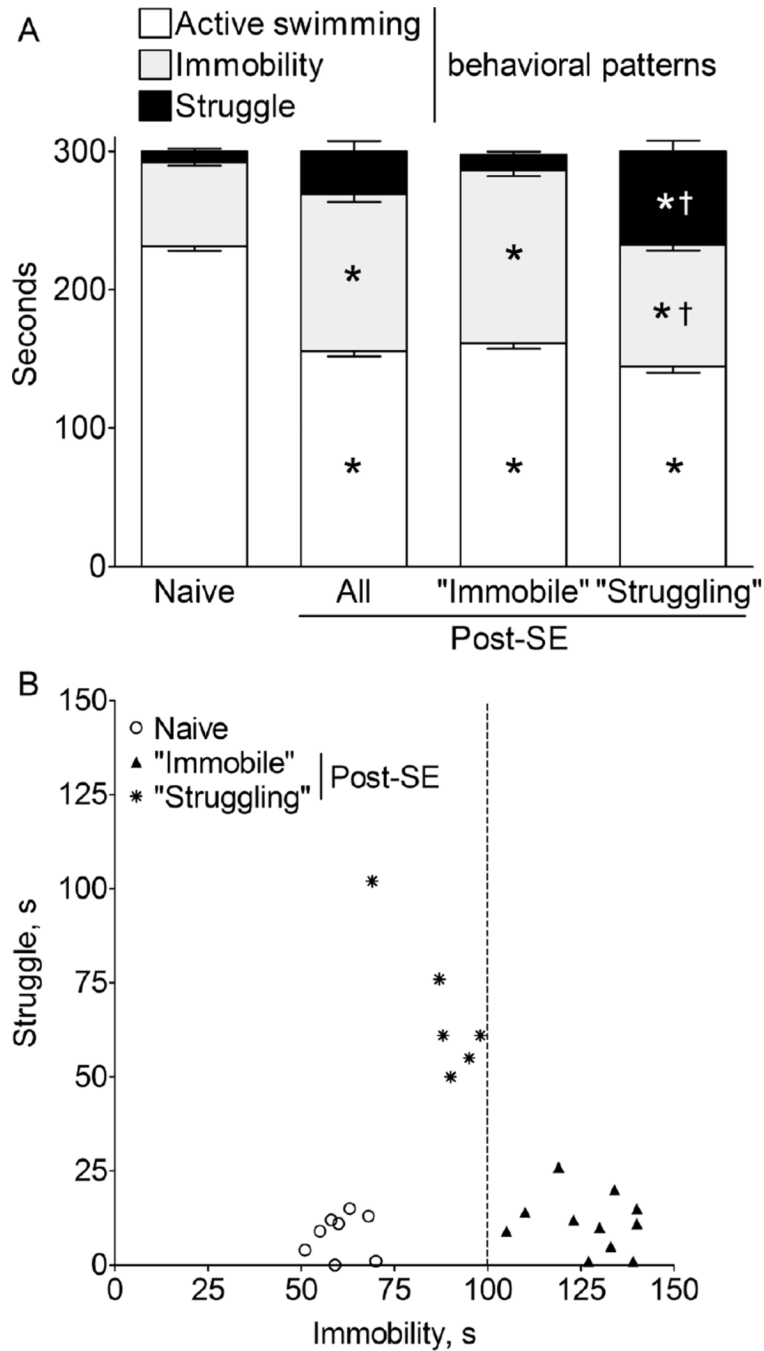 A
Active swimming
Immobility
Struggle
behavioral patterns
300
200
100
0
Seconds
* * * * † * † * *
Naive All "Immobile" "Struggling"
Post-SE
B
150
125
100
75
50
25
0
Struggle, s
Naive
"Immobile"
"Struggling"
Post-SE
0 25 50 75 100 125 150
Immobility, s